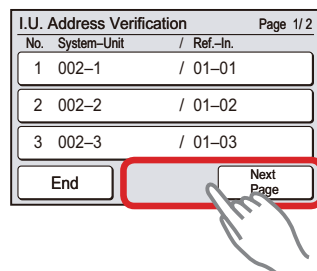 I.U. Address Verification Page 1/2
No. System–Unit / Ref.–In.
1 002–1 / 01–01
2 002–2 / 01–02
3 002–3 / 01–03
End Next
Page